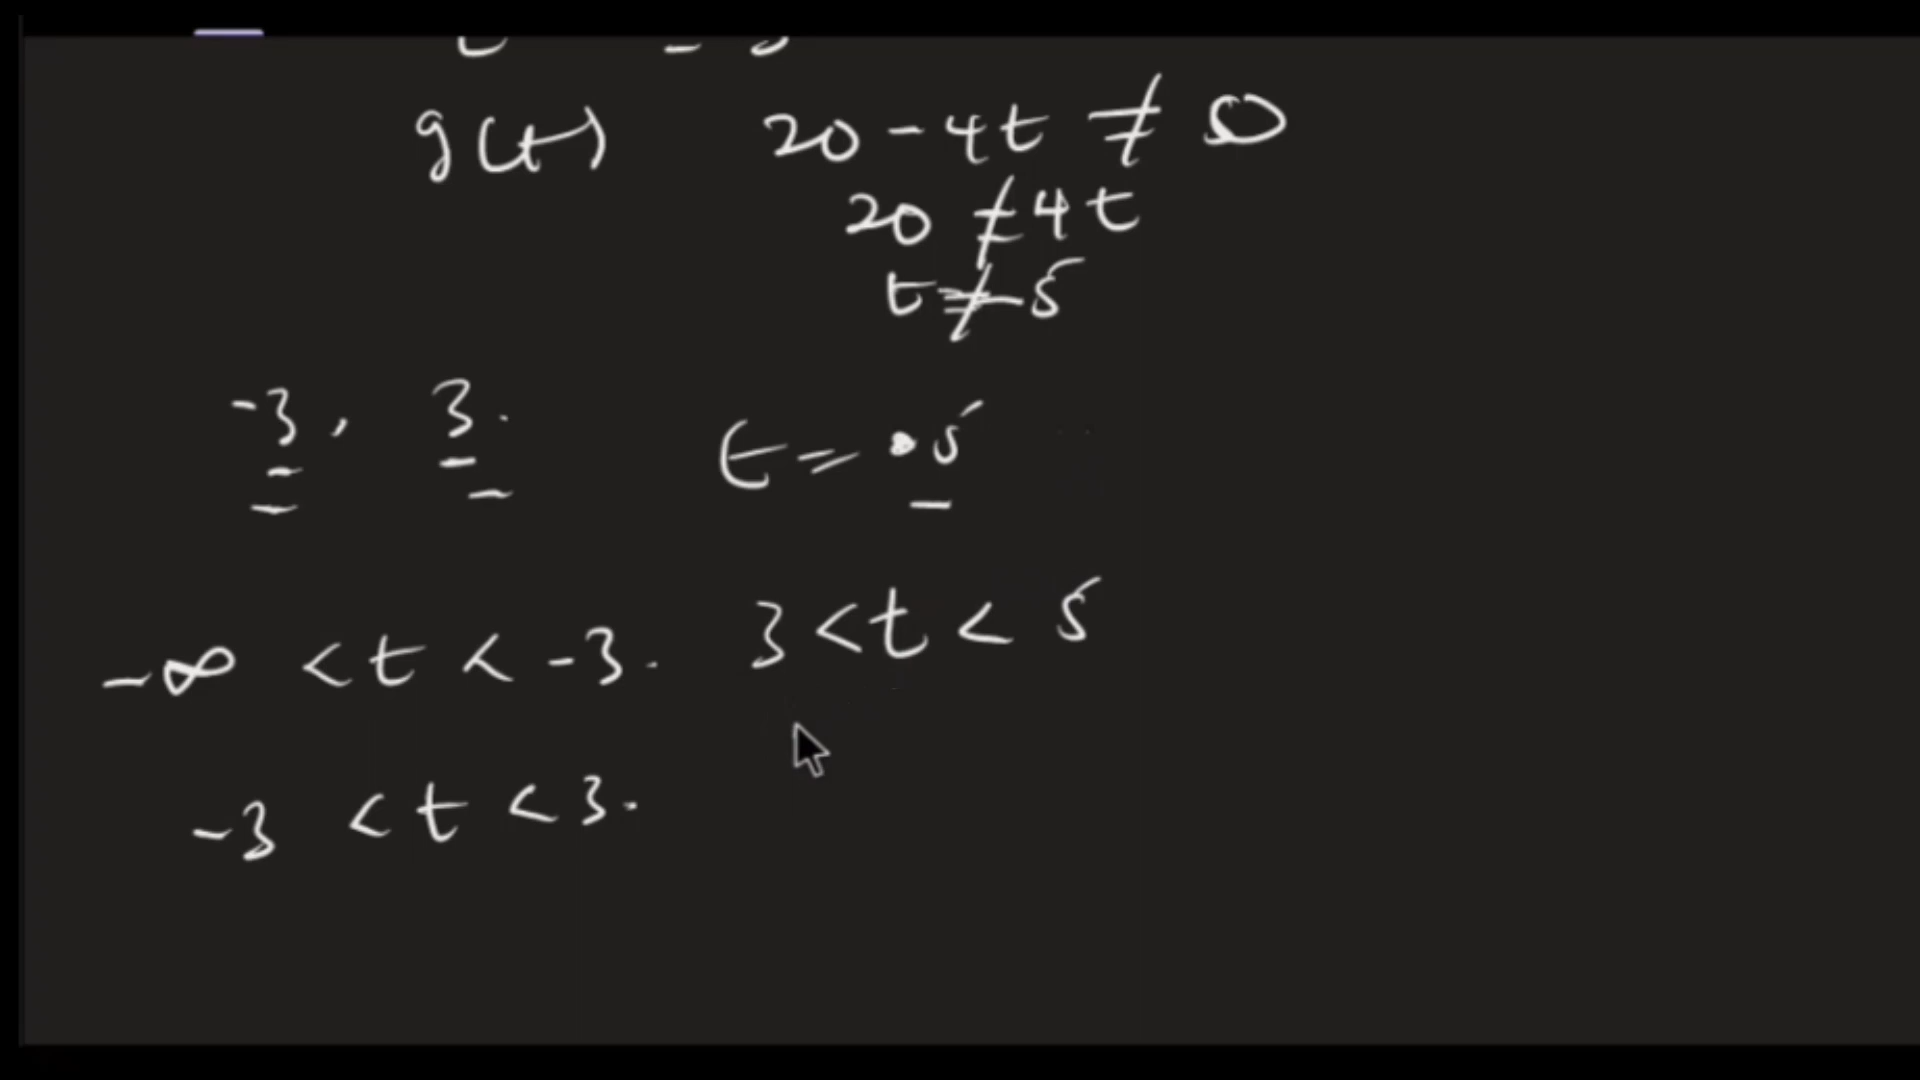 g(t) 20 - 4t ≠ 0
20 ≠ 4t
t ≠ 5
-3, 3. t = 5
-∞ < t < -3. 3 < t < 5
-3 < t < 3.